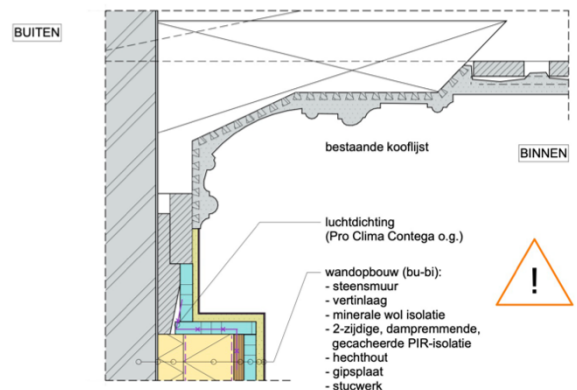 BUITEN
bestaande kooflijst
BINNEN
luchtdichting
(Pro Clima Contega o.g.)
wandopbouw (bu-bi):
- steensmuur
- vertinlaag
- minerale wol isolatie
- 2-zijdige, dampremmende,
gecacheerde PIR-isolatie
- hechthout
- gipsplaat
- stucwerk
!